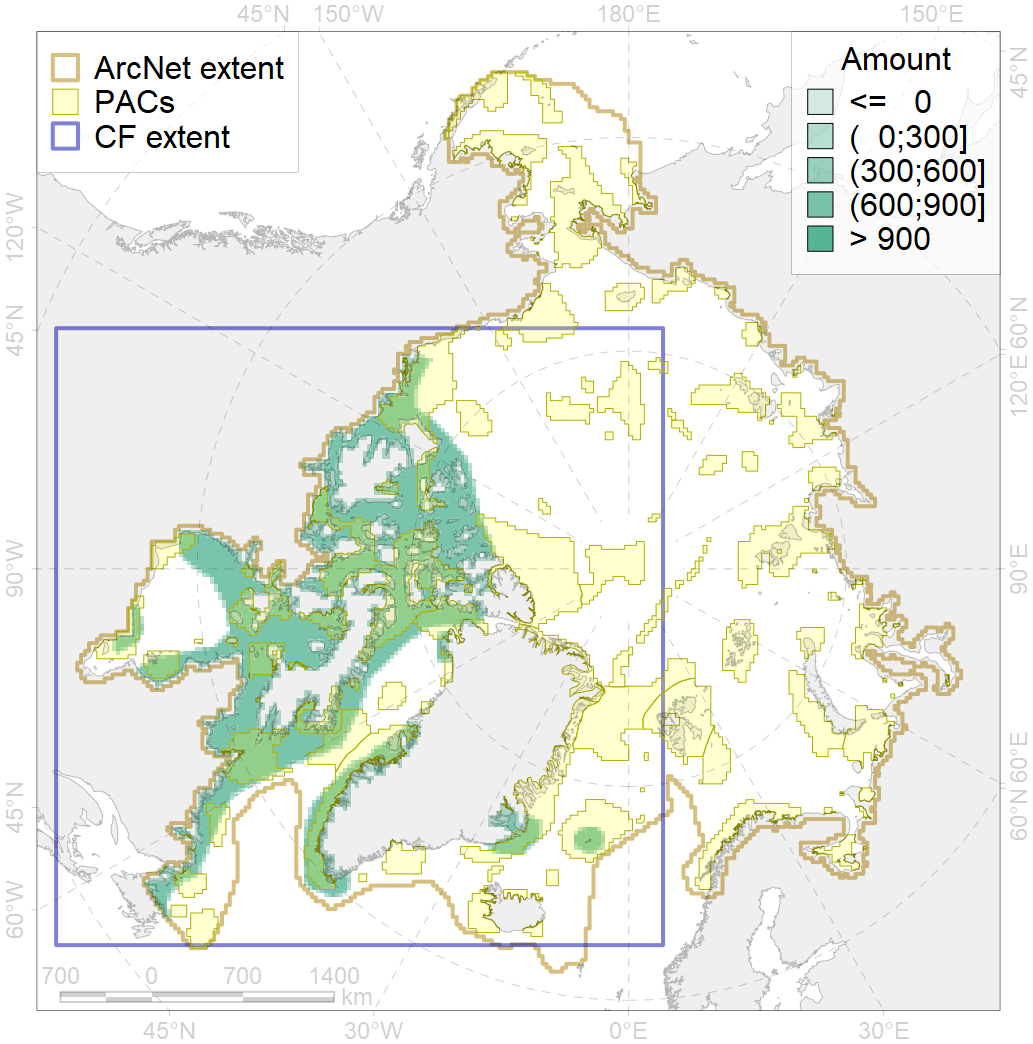 45°N 150°W 180°E 150°E
ArcNet extent
PACs
CF extent
Amount
<= 0
( 0;300]
(300;600]
(600;900]
> 900
45°N
120°W
60°N
45°N
120°E
90°W
90°E
60°E
45°N
60°N
60°W
700 0 700 1400
km
45°N 30°W 0°E 30°E